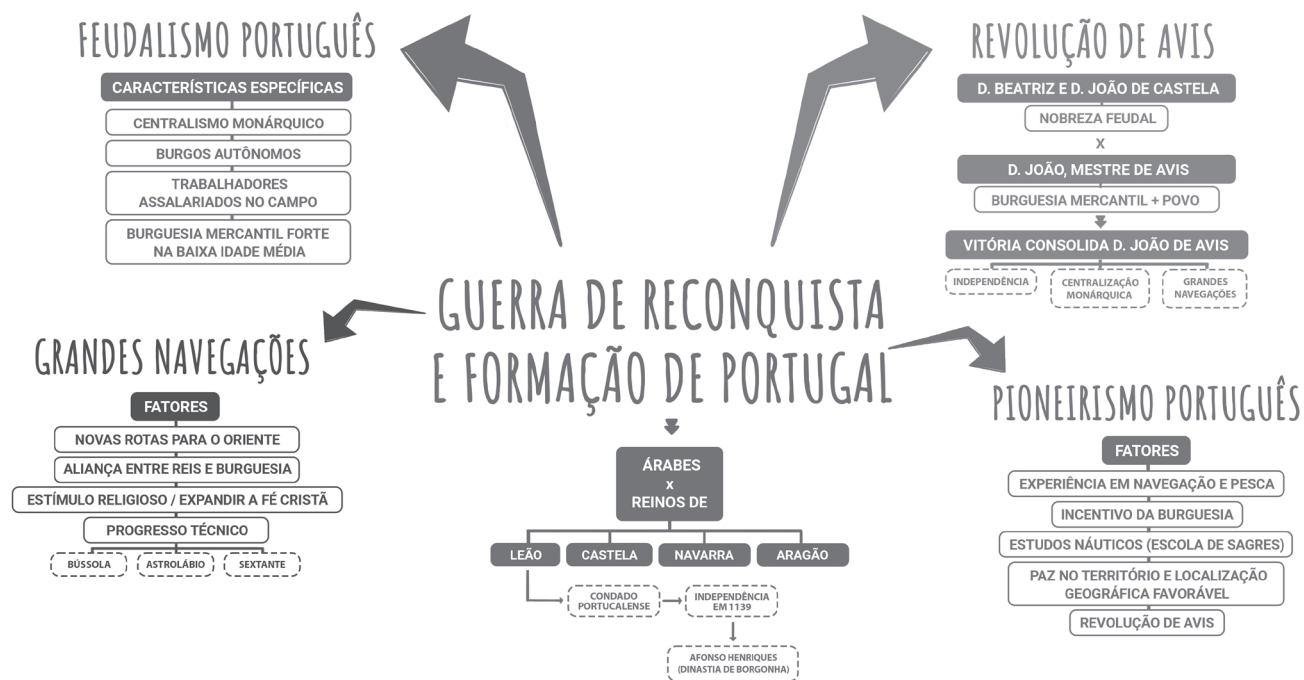 FEUDALISMO PORTUGUÊS
CARACTERÍSTICAS ESPECÍFICAS
CENTRALISMO MONÁRQUICO
BURGOS AUTÔNOMOS
TRABALHADORES
ASSALARIADOS NO CAMPO
BURGUESIA MERCANTIL FORTE
NA BAIXA IDADE MÉDIA
REVOLUÇÃO DE AVIS
D. BEATRIZ E D. JOÃO DE CASTELA
NOBREZA FEUDAL
X
D. JOÃO, MESTRE DE AVIS
BURGUESIA MERCANTIL + POVO
VITÓRIA CONSOLIDA D. JOÃO DE AVIS
INDEPENDÊNCIA
CENTRALIZAÇÃO
MONÁRQUICA
GRANDES
NAVEGAÇÕES
GUERRA DE RECONQUISTA
E FORMAÇÃO DE PORTUGAL
ÁRABES
x
REINOS DE
LEÃO
CASTELA
NAVARRA
ARAGÃO
CONDADO
PORTUCALENSE
INDEPENDÊNCIA
EM 1139
AFONSO HENRIQUES
(DINASTIA DE BORGONHA)
GRANDES NAVEGAÇÕES
FATORES
NOVAS ROTAS PARA O ORIENTE
ALIANÇA ENTRE REIS E BURGUESIA
ESTÍMULO RELIGIOSO / EXPANDIR A FÉ CRISTÃ
PROGRESSO TÉCNICO
BÚSSOLA
ASTROLÁBIO
SEXTANTE
PIONEIRISMO PORTUGUÊS
FATORES
EXPERIÊNCIA EM NAVEGAÇÃO E PESCA
INCENTIVO DA BURGUESIA
ESTUDOS NÁUTICOS (ESCOLA DE SAGRES)
PAZ NO TERRITÓRIO E LOCALIZAÇÃO
GEOGRÁFICA FAVORÁVEL
REVOLUÇÃO DE AVIS